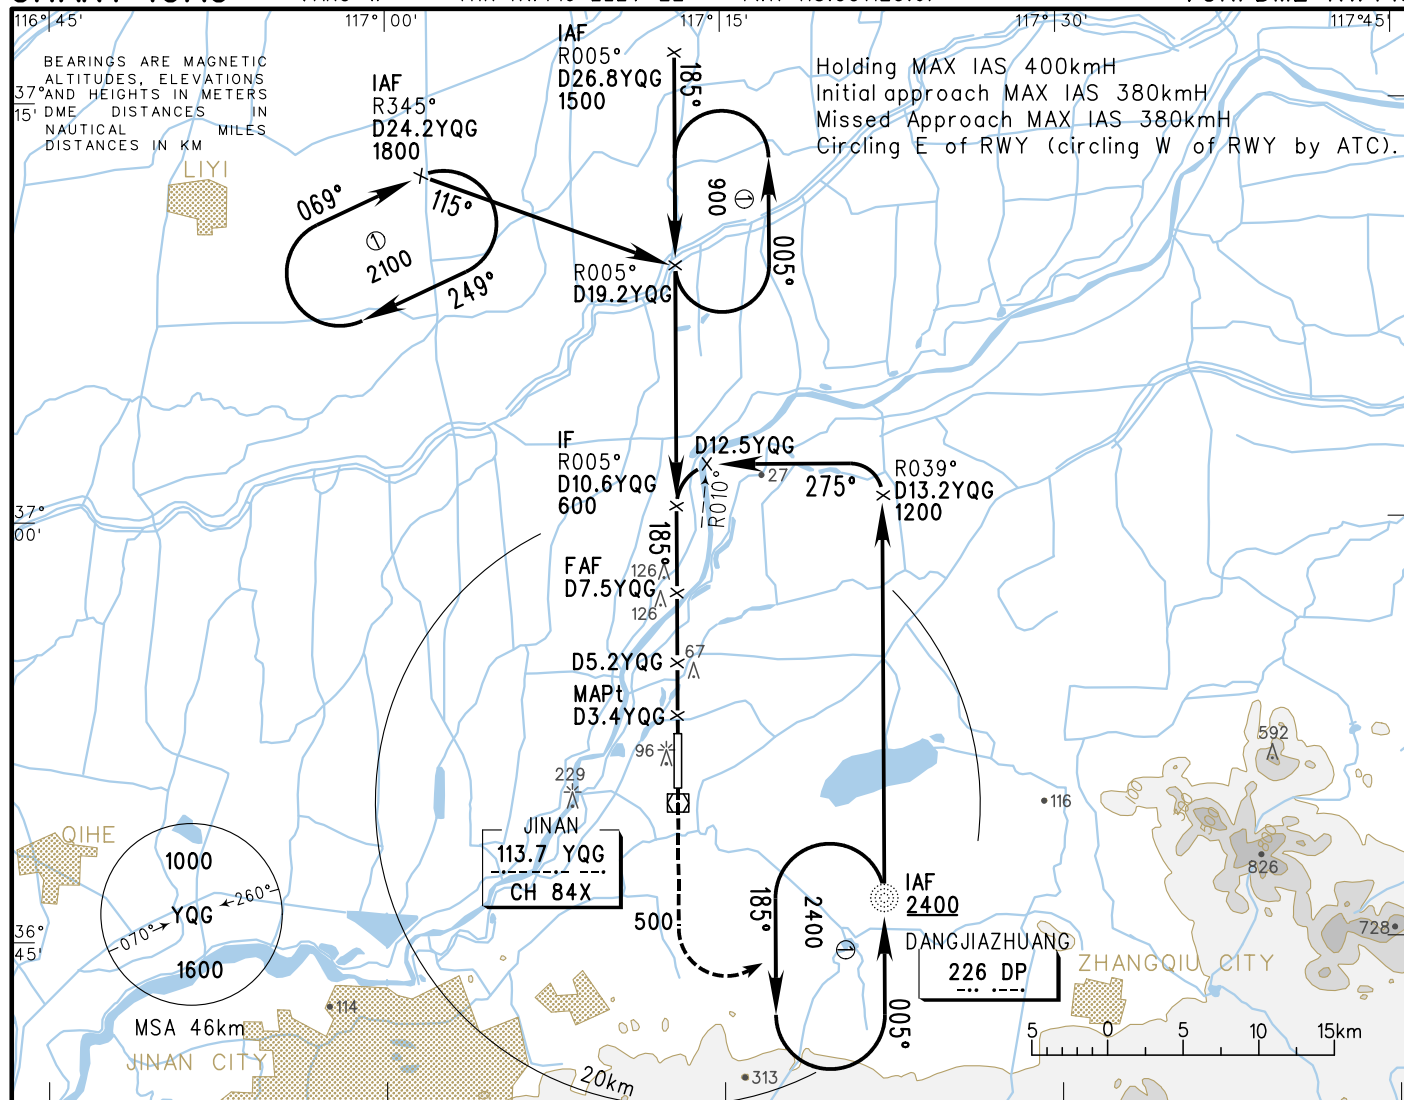 116°45'
117°00'
117°15'
117°30'
117°45'
BEARINGS ARE MAGNETIC
ALTITUDES, ELEVATIONS
AND HEIGHTS IN METERS
DME DISTANCES IN
NAUTICAL MILES
DISTANCES IN KM
37°
15'
LIYI
IAF
R345°
D24.2YQG
1800
IAF
R005°
D26.8YQG
1500
185°
Holding MAX IAS 400kmH
Initial approach MAX IAS 380kmH
Missed Approach MAX IAS 380kmH
Circling E of RWY (circling W of RWY by ATC).
069°
115°
①
2100
249°
900
①
005°
R005°
D19.2YQG
IF
R005°
D10.6YQG
600
D12.5YQG
27
275°
R010°
R039°
D13.2YQG
1200
37°
00'
185°
FAF
D7.5YQG
126
126
D5.2YQG
67
MAPt
D3.4YQG
96
229
JINAN
113.7 YQG
-.-- --.- --.
CH 84X
592
100
300
500
800
116
826
728
QIHE
1000
YQG
260°
070°
1600
MSA 46km
36°
45'
500
185°
2400
①
005°
IAF
2400
DANGJIAZHUANG
226 DP
-.. .--.
ZHANGQIU CITY
114
JINAN CITY
20km
313
5 0 5 10 15km